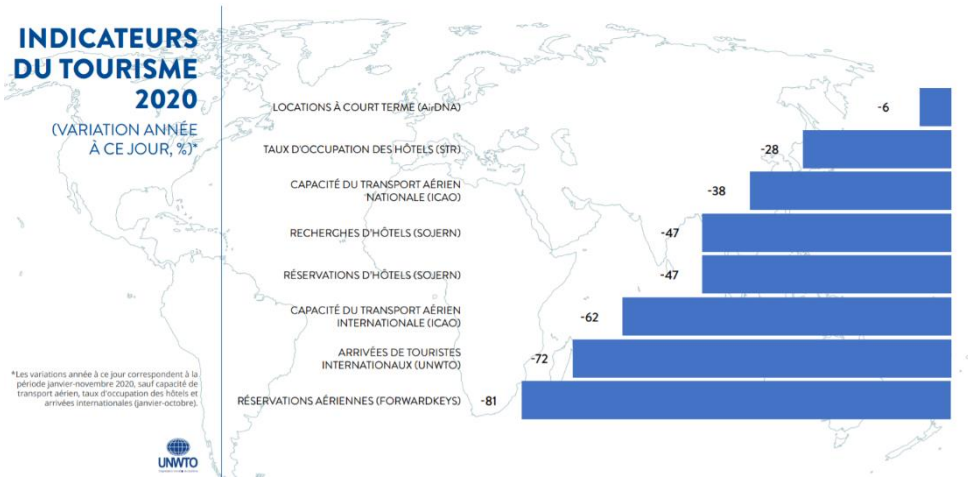 INDICATEURS
DU TOURISME
2020
(VARIATION ANNÉE
À CE JOUR, %)*
LOCATIONS À COURT TERME (AirDNA)
-6
TAUX D'OCCUPATION DES HÔTELS (STR)
-28
CAPACITÉ DU TRANSPORT AÉRIEN
NATIONALE (ICAO)
-38
RECHERCHES D'HÔTELS (SOJERN)
-47
RÉSERVATIONS D'HÔTELS (SOJERN)
-47
CAPACITÉ DU TRANSPORT AÉRIEN
INTERNATIONALE (ICAO)
-62
ARRIVÉES DE TOURISTES
INTERNATIONAUX (UNWTO)
-72
RÉSERVATIONS AÉRIENNES (FORWARDKEYS)
-81
*Les variations année à ce jour correspondent à la
période janvier-novembre 2020, sauf capacité de
transport aérien, taux d'occupation des hôtels et
arrivées internationales (janvier-octobre).
UNWTO